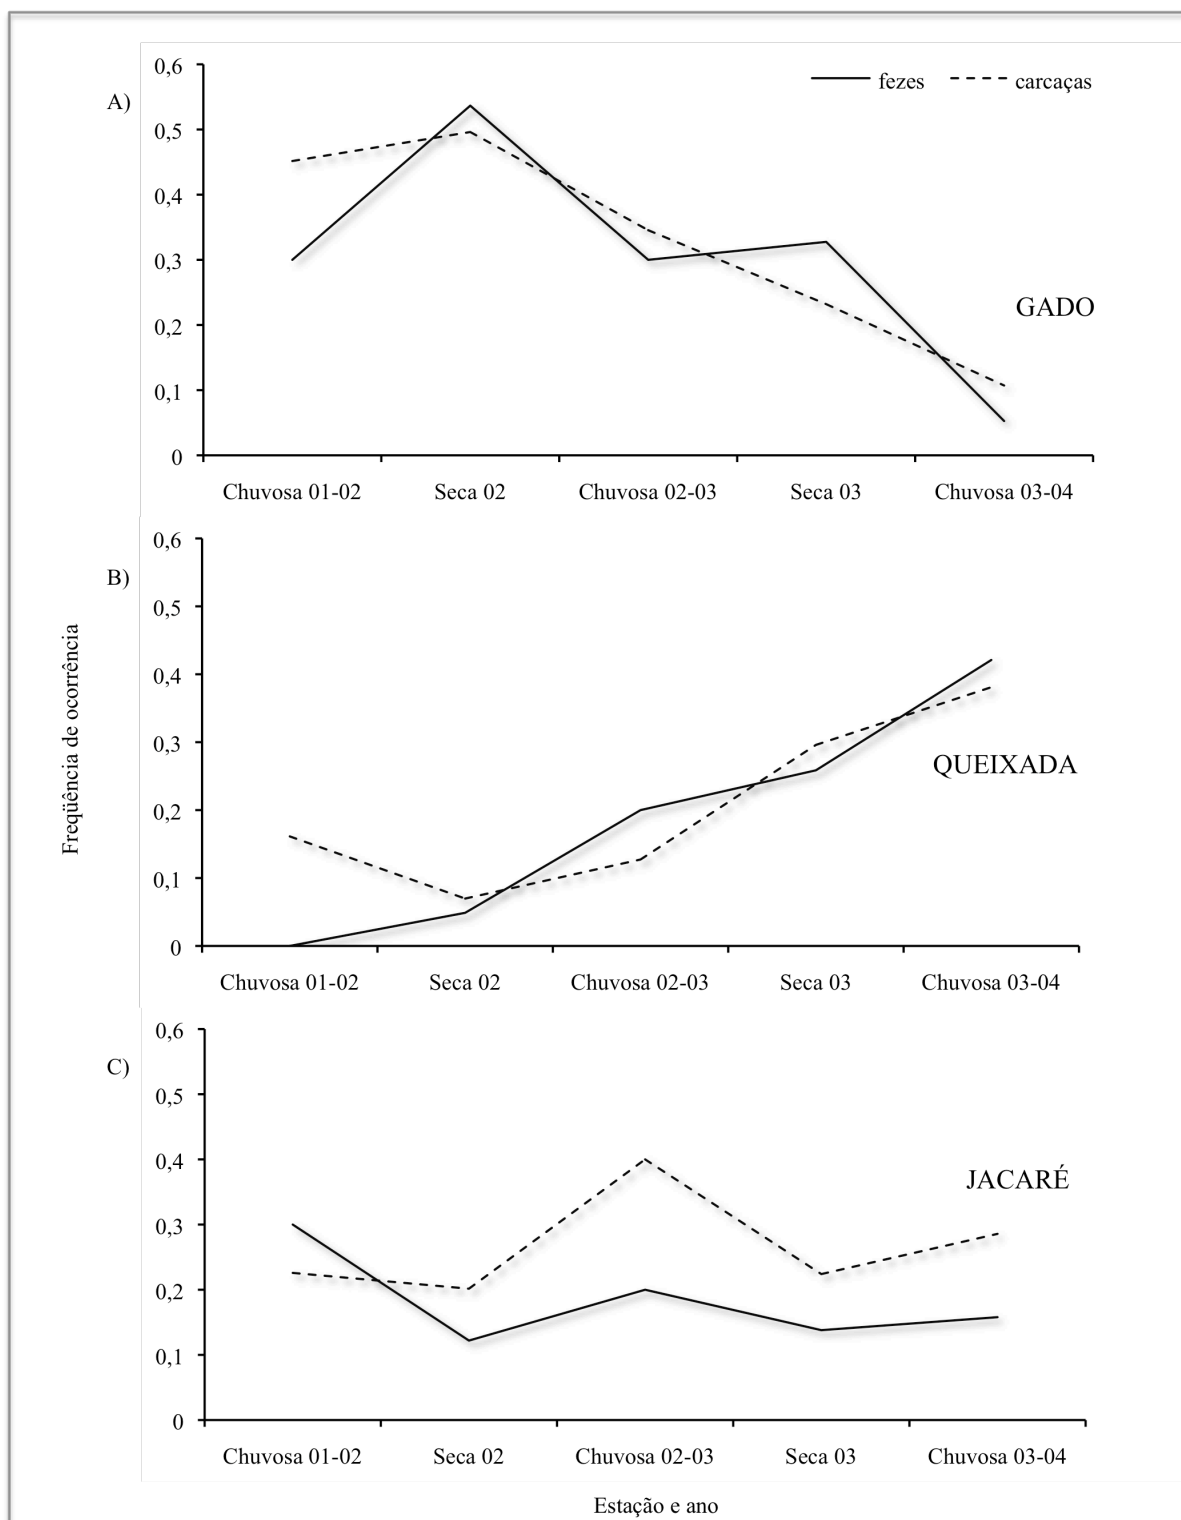 A)
0,6
0,5
0,4
0,3
0,2
0,1
0
fezes carcaças
GADO
Chuvosa 01-02 Seca 02 Chuvosa 02-03 Seca 03 Chuvosa 03-04
B)
0,6
0,5
0,4
0,3
0,2
0,1
0
Freqüência de ocorrência
QUEIXADA
Chuvosa 01-02 Seca 02 Chuvosa 02-03 Seca 03 Chuvosa 03-04
C)
0,6
0,5
0,4
0,3
0,2
0,1
0
JACARÉ
Chuvosa 01-02 Seca 02 Chuvosa 02-03 Seca 03 Chuvosa 03-04
Estação e ano